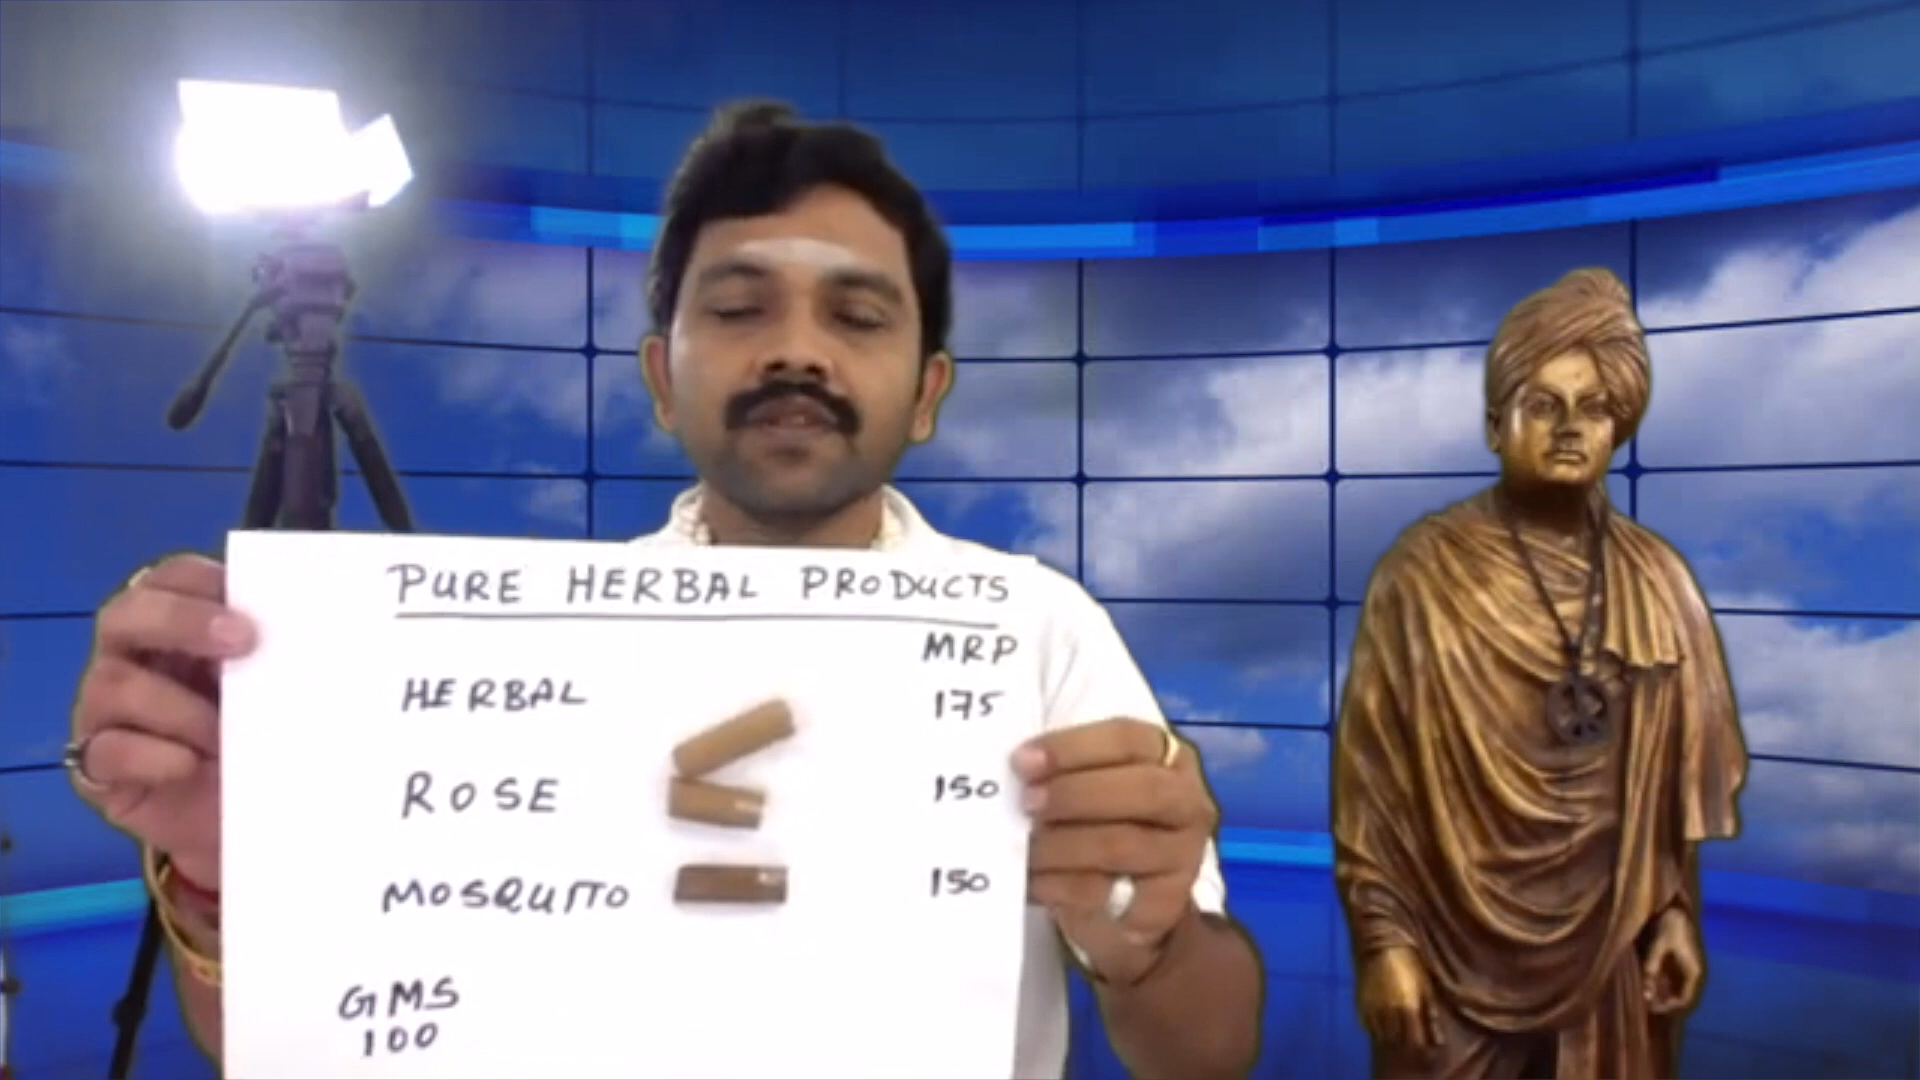 PURE HERBAL PRODUCTS
MRP
HERBAL 175
ROSE 150
MOSQUITO 150
GMS
100